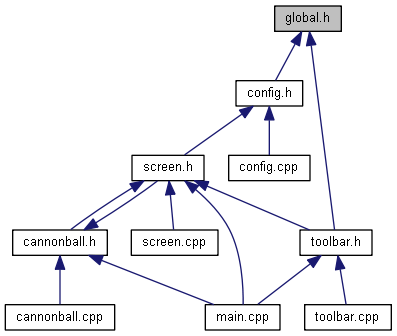 global.h
config.h
screen.h
config.cpp
cannonball.h
screen.cpp
toolbar.h
cannonball.cpp
main.cpp
toolbar.cpp